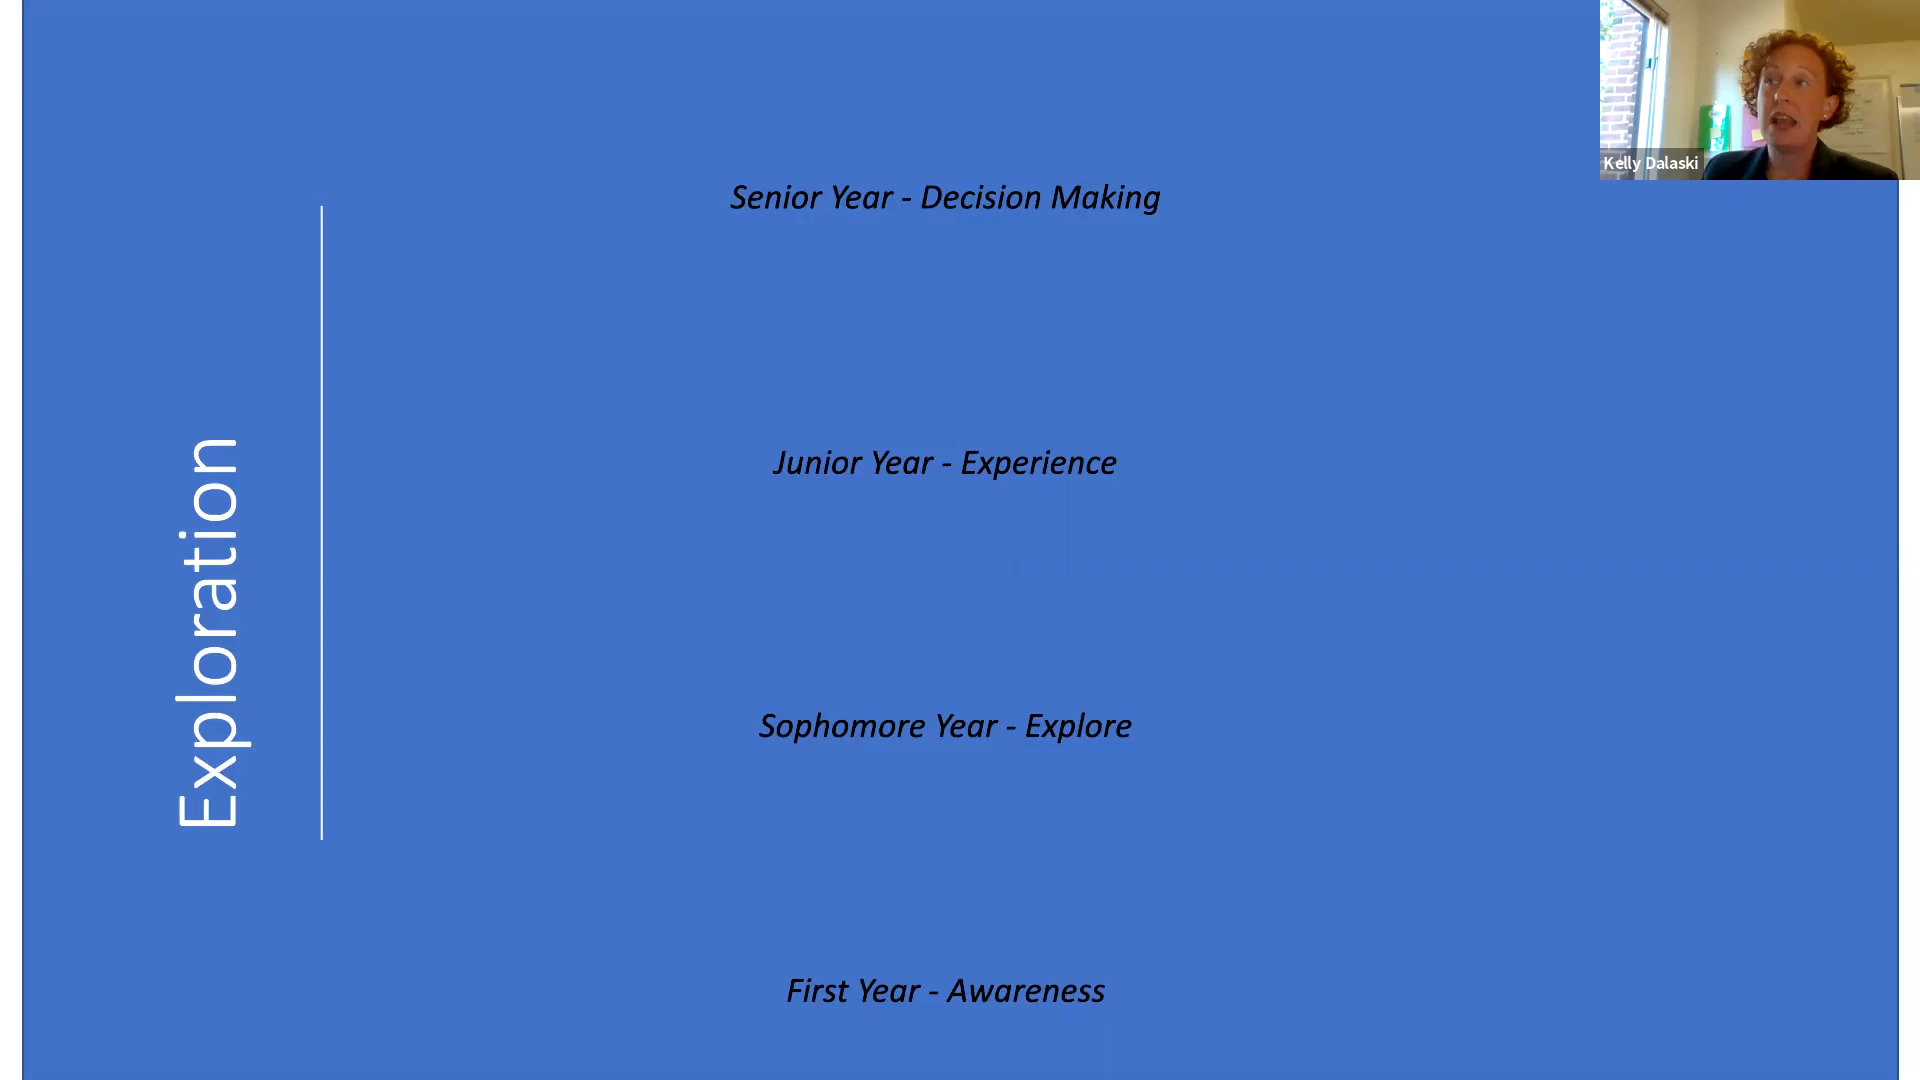 Kelly Dalaski
Senior Year - Decision Making
Junior Year - Experience
Exploration
Sophomore Year - Explore
First Year - Awareness